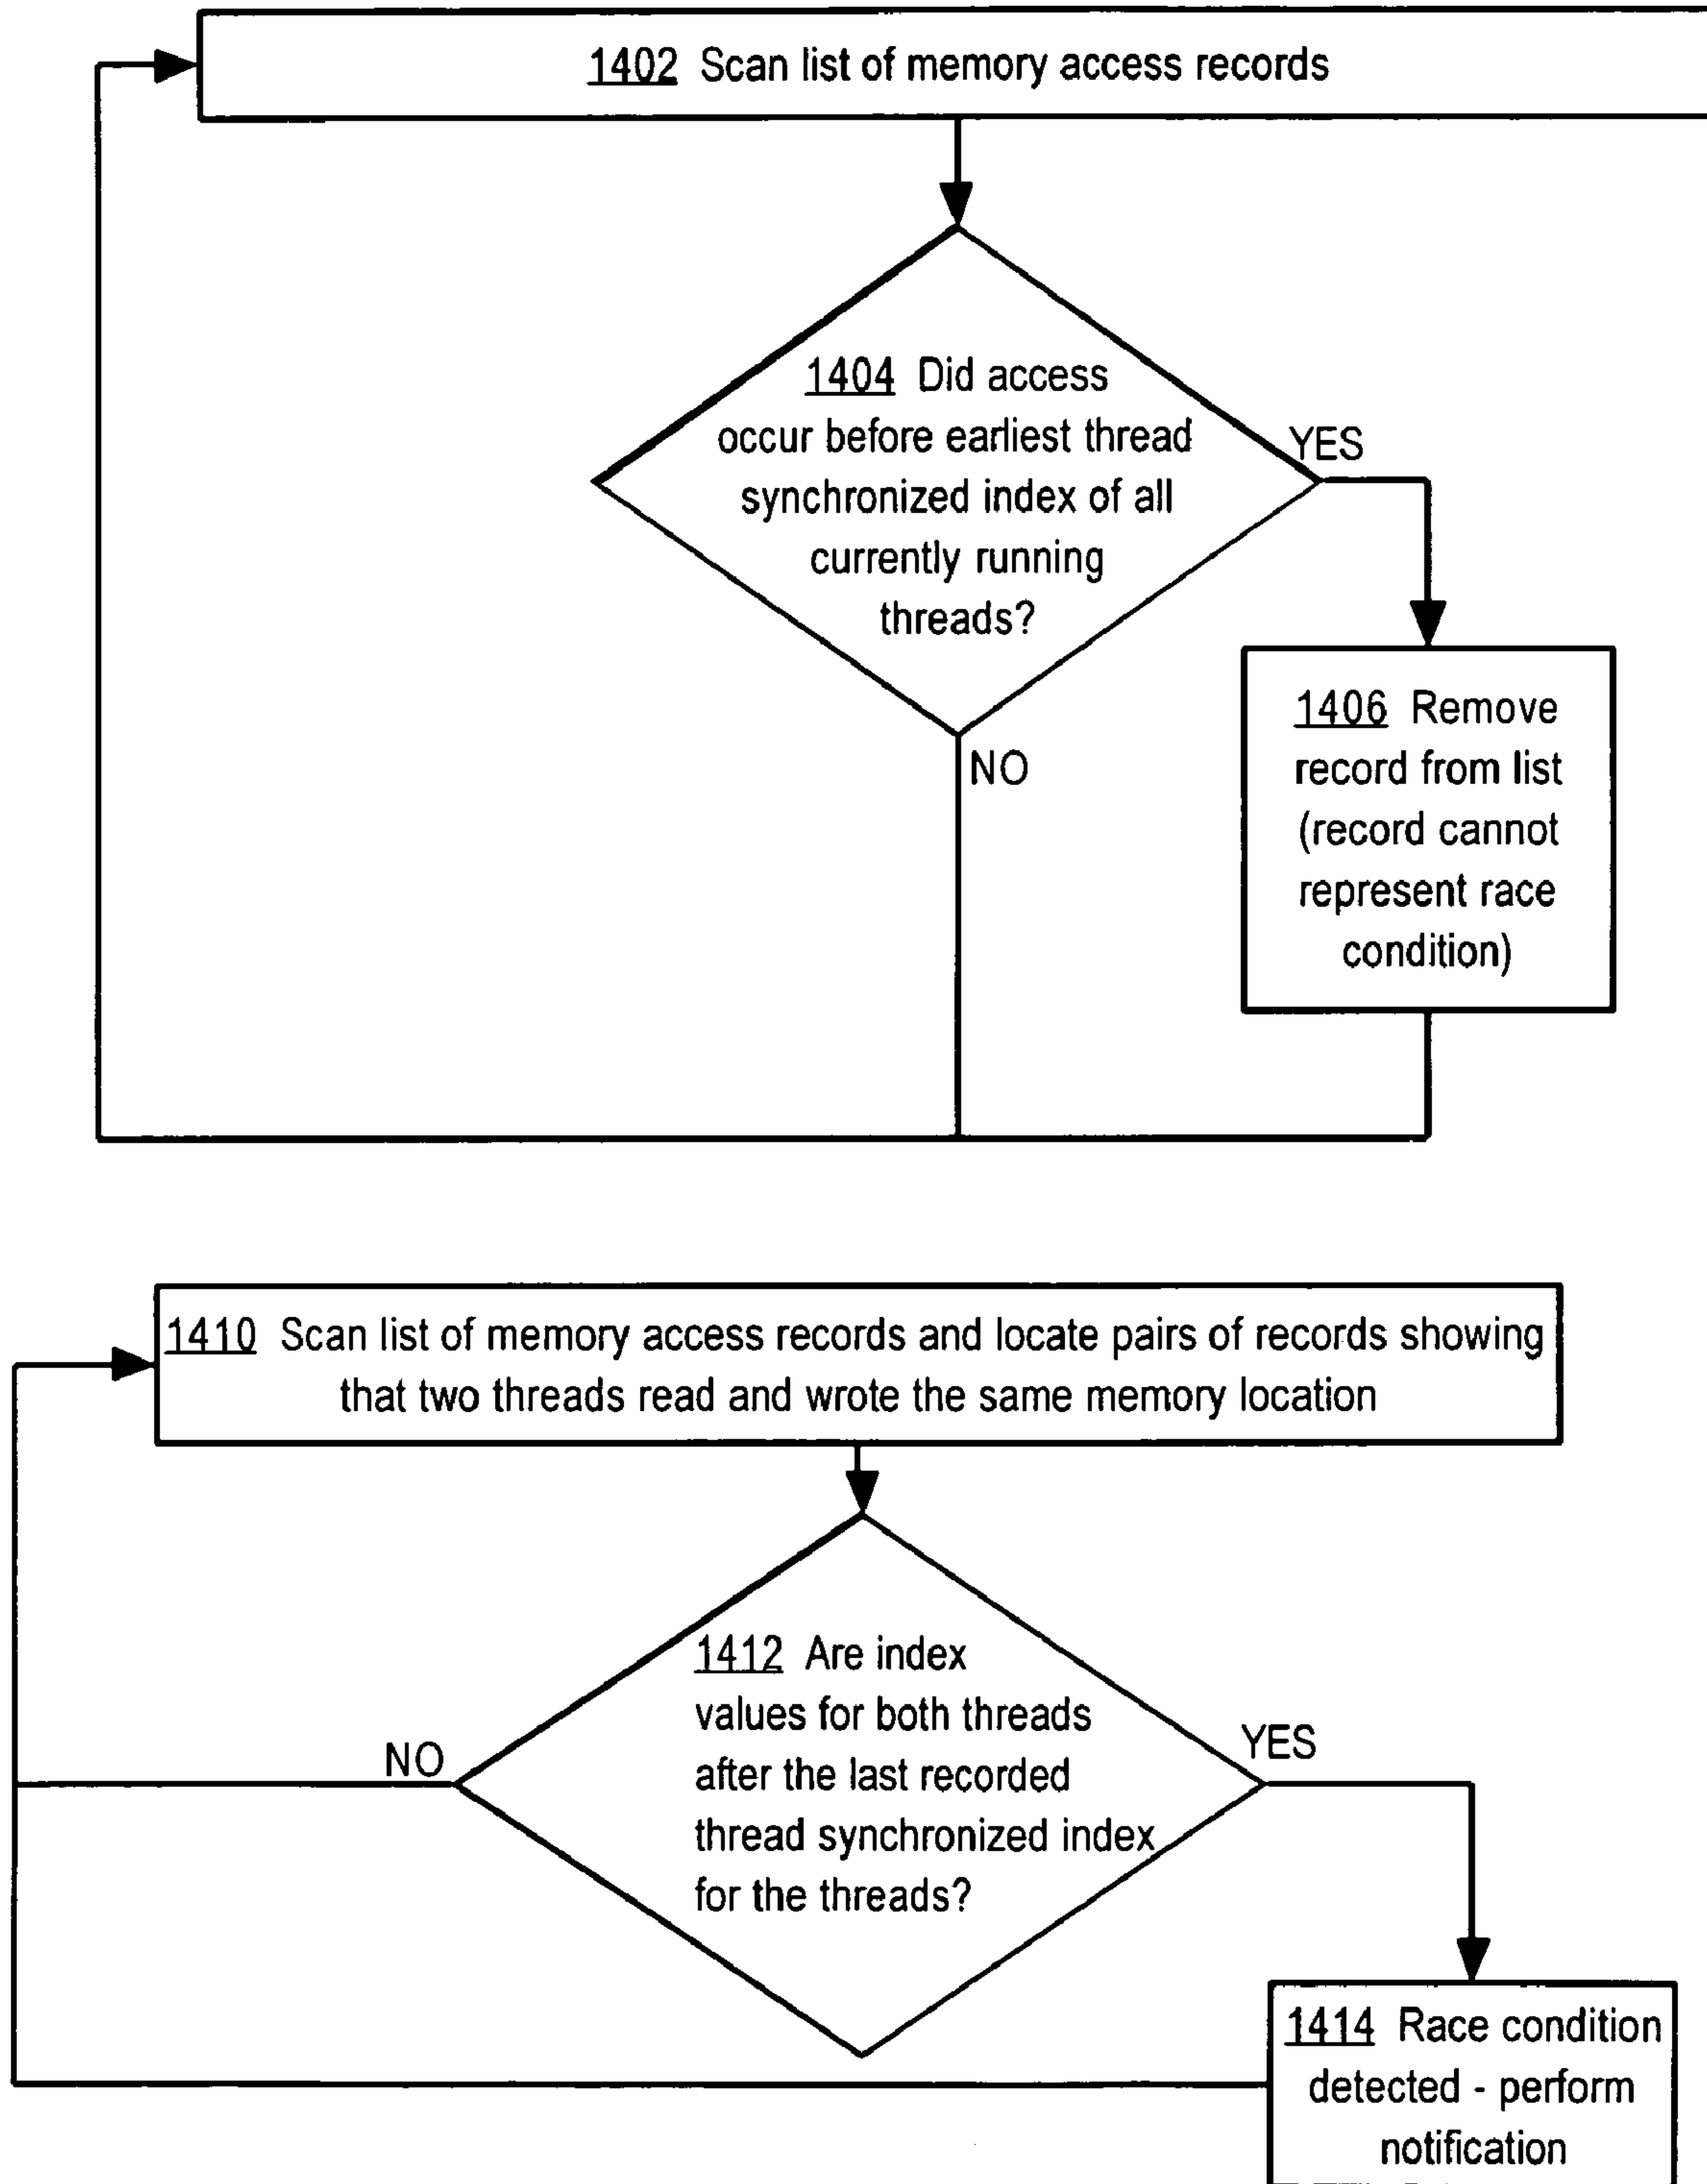 1402 Scan list of memory access records
1404 Did access
occur before earliest thread
synchronized index of all
currently running
threads?
YES
1406 Remove
record from list
(record cannot
represent race
condition)
NO
1410 Scan list of memory access records and locate pairs of records showing
that two threads read and wrote the same memory location
1412 Are index
values for both threads
after the last recorded
thread synchronized index
for the threads?
NO
YES
1414 Race condition
detected - perform
notification